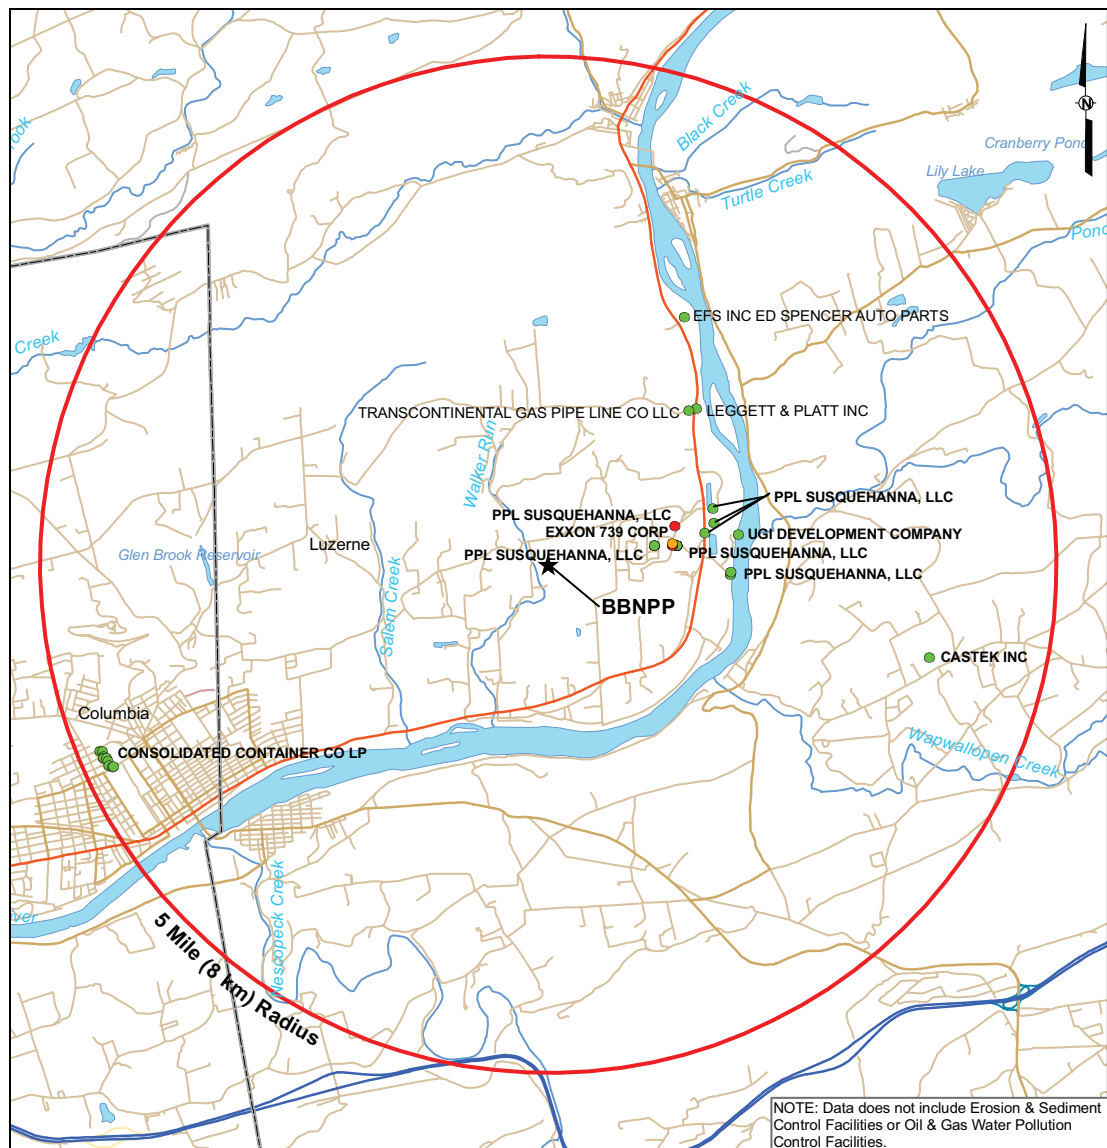 Black Creek
N
rook
Cranberry Pond
Lily Lake
Turtle Creek
Pond
EFS INC ED SPENCER AUTO PARTS
Creek
TRANSCONTINENTAL GAS PIPE LINE CO LLC
LEGGETT & PLATT INC
Walker Run
PPL SUSQUEHANNA, LLC
PPL SUSQUEHANNA, LLC
EXXON 739 CORP
UGI DEVELOPMENT COMPANY
Luzerne
Glen Brook Reservoir
PPL SUSQUEHANNA, LLC
PPL SUSQUEHANNA, LLC
PPL SUSQUEHANNA, LLC
BBNPP
Salem Creek
CASTEK INC
Columbia
CONSOLIDATED CONTAINER CO LP
Wapwallopen Creek
iver
Nescopeck Creek
5 Mile (8 km) Radius
NOTE: Data does not include Erosion & Sediment
Control Facilities or Oil & Gas Water Pollution
Control Facilities.